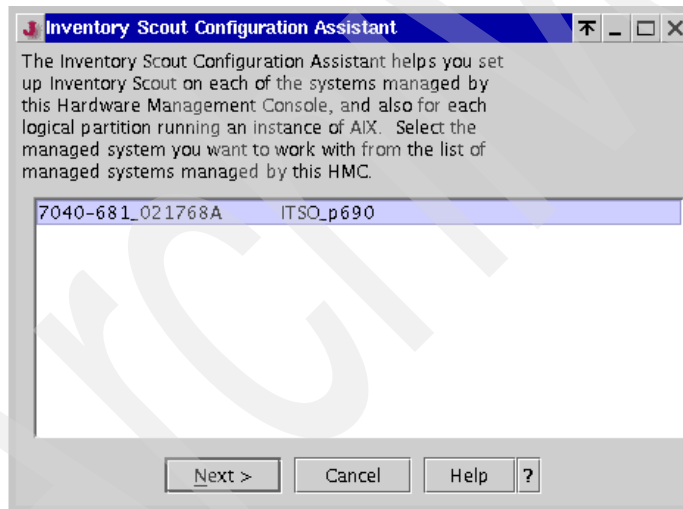 Inventory Scout Configuration Assistant
The Inventory Scout Configuration Assistant helps you set
up Inventory Scout on each of the systems managed by
this Hardware Management Console, and also for each
logical partition running an instance of AIX. Select the
managed system you want to work with from the list of
managed systems managed by this HMC.
7040-681_021768A ITSO_p690
Next > Cancel Help ?